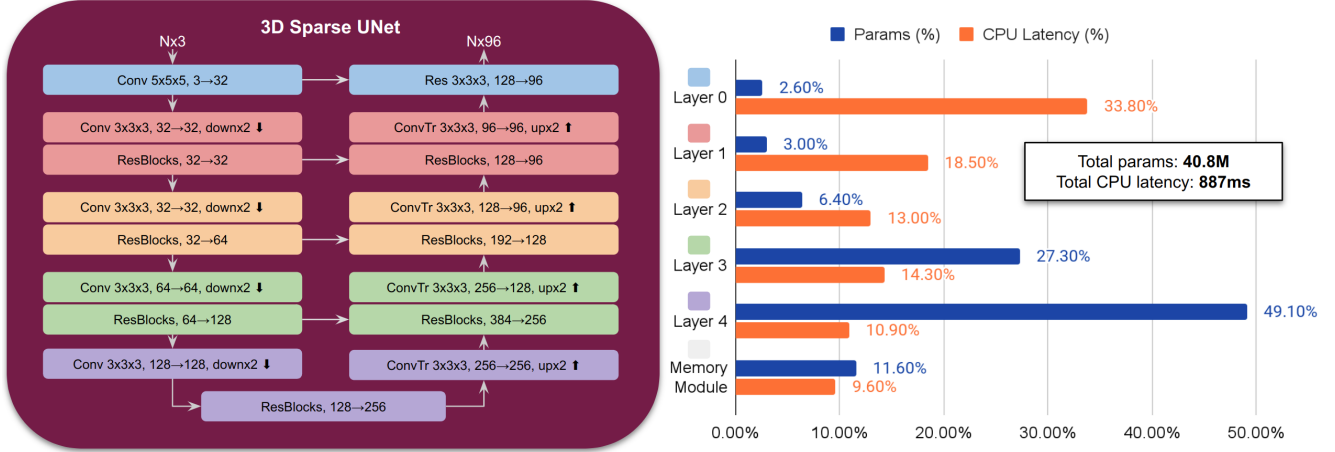 3D Sparse UNet
Nx3
Nx96
Conv 5x5x5, 3→32
Res 3x3x3, 128→96
Conv 3x3x3, 32→32, downx2 ⬇
ConvTr 3x3x3, 96→96, upx2 ⬆
ResBlocks, 32→32
ResBlocks, 128→96
Conv 3x3x3, 32→32, downx2 ⬇
ConvTr 3x3x3, 128→96, upx2 ⬆
ResBlocks, 32→64
ResBlocks, 192→128
Conv 3x3x3, 64→64, downx2 ⬇
ConvTr 3x3x3, 256→128, upx2 ⬆
ResBlocks, 64→128
ResBlocks, 384→256
Conv 3x3x3, 128→128, downx2 ⬇
ConvTr 3x3x3, 256→256, upx2 ⬆
ResBlocks, 128→256
Params (%)
CPU Latency (%)
Layer 0
2.60%
33.80%
Layer 1
3.00%
18.50%
Total params: 40.8M
Total CPU latency: 887ms
Layer 2
6.40%
13.00%
Layer 3
27.30%
14.30%
Layer 4
49.10%
10.90%
Memory
Module
11.60%
9.60%
0.00%
10.00%
20.00%
30.00%
40.00%
50.00%